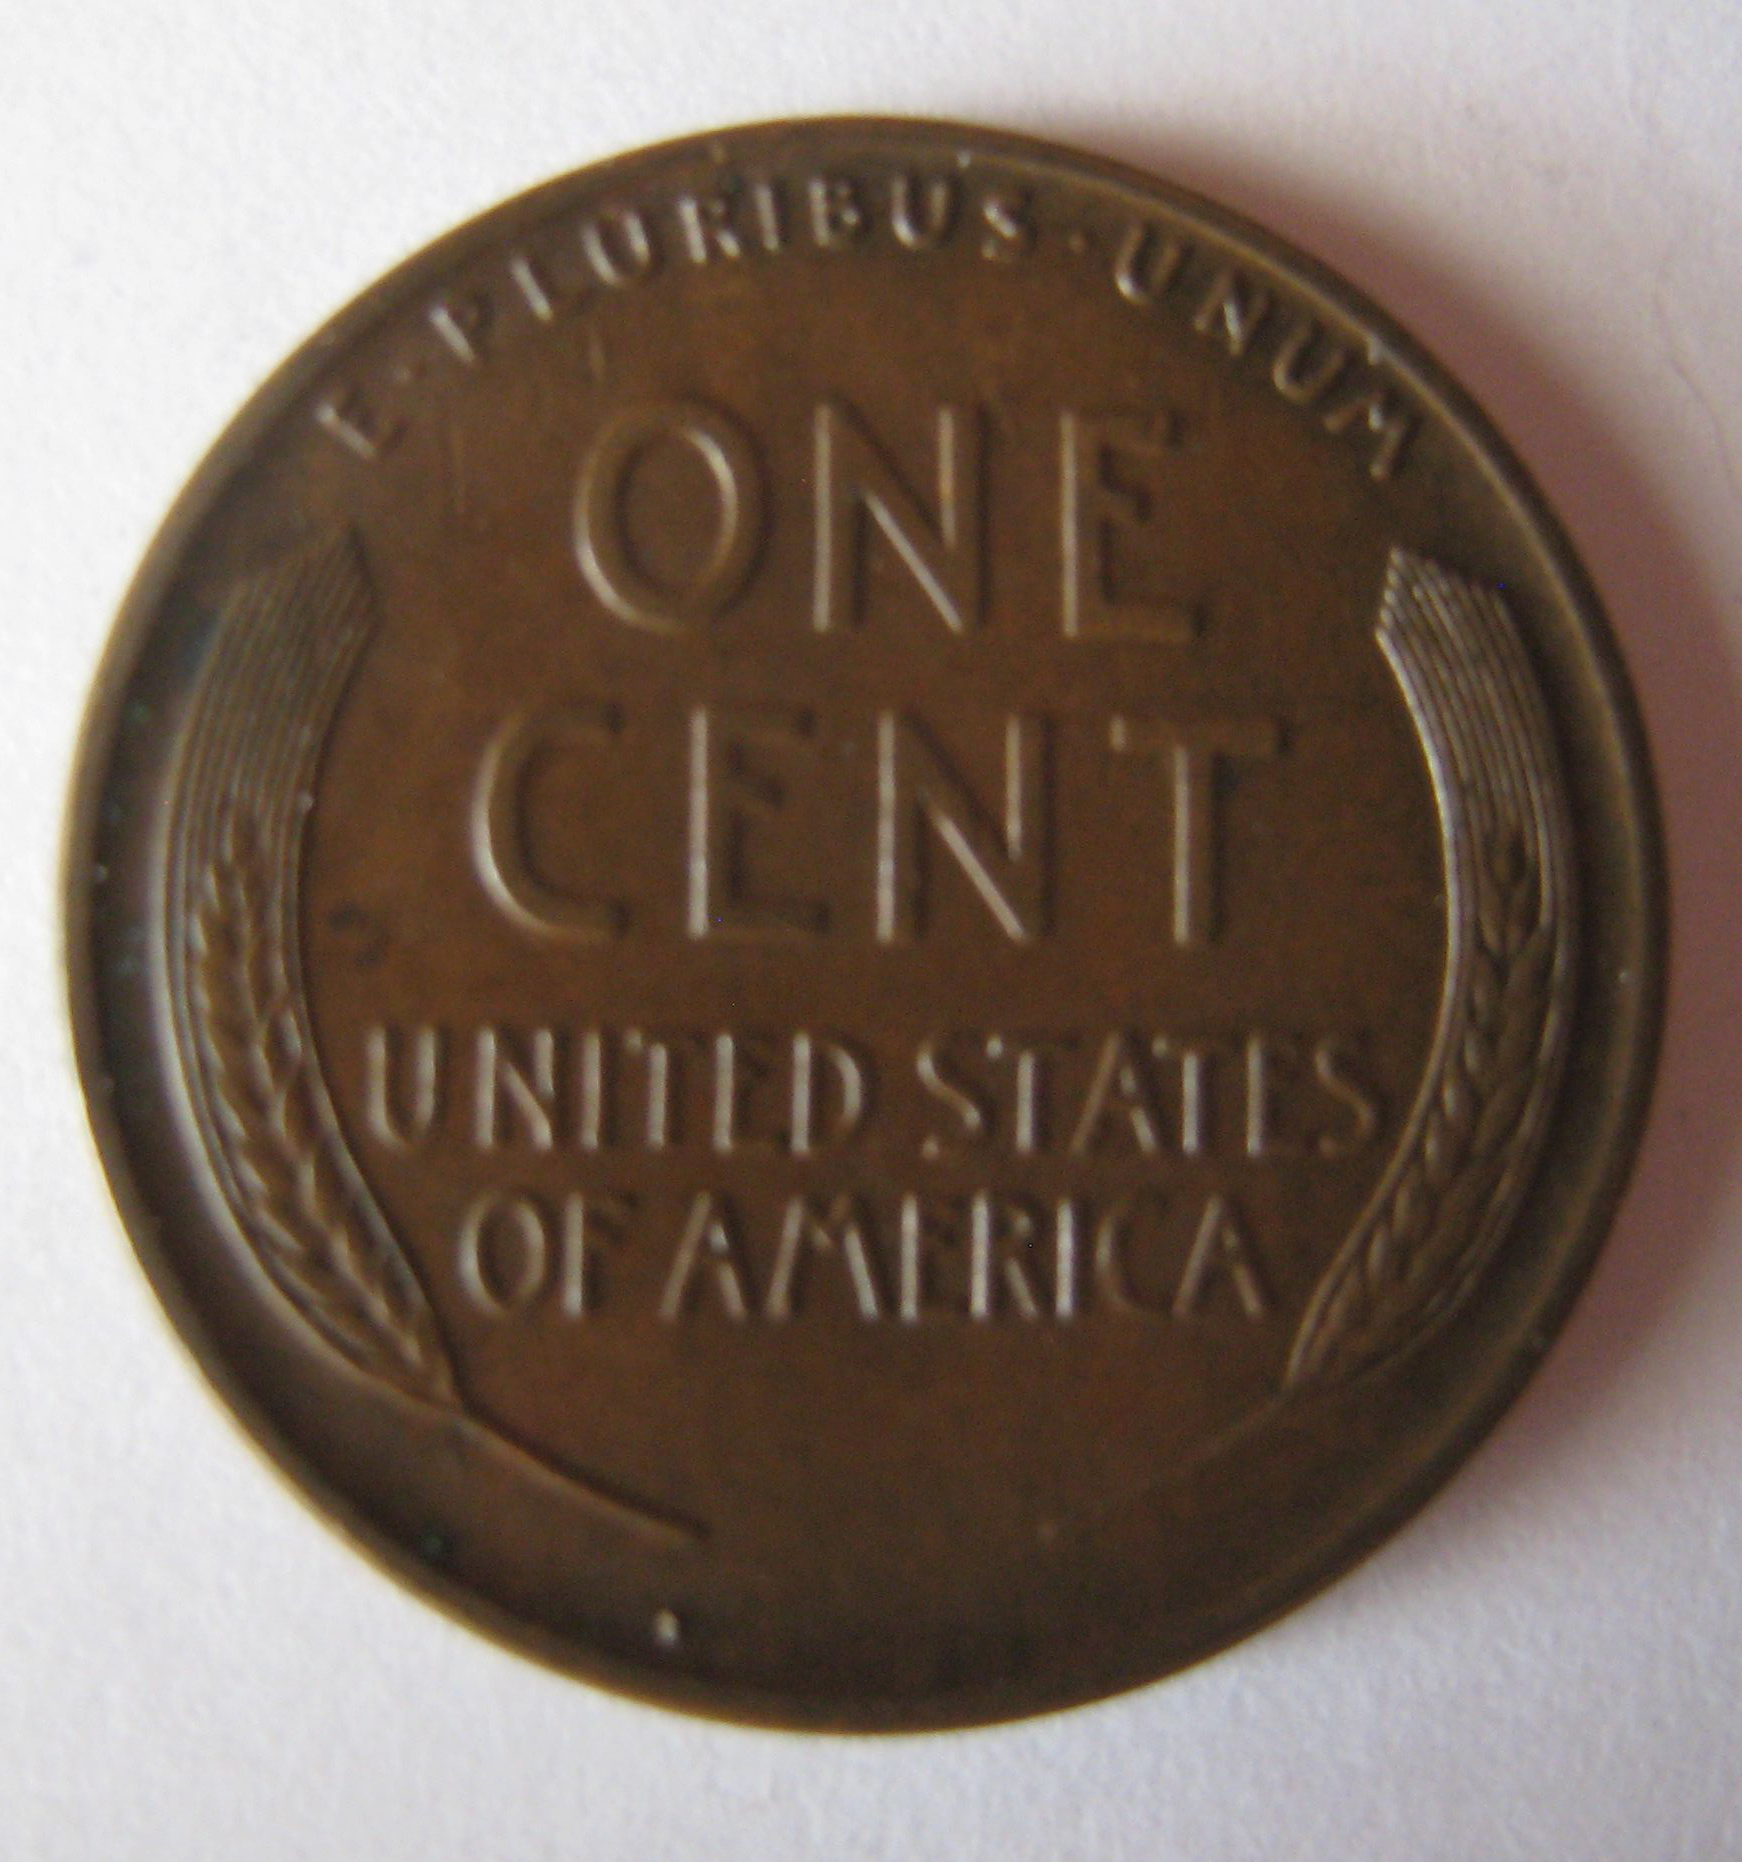 E·PLURIBUS·UNUM
ONE
CENT
UNITED STATES
OF AMERICA